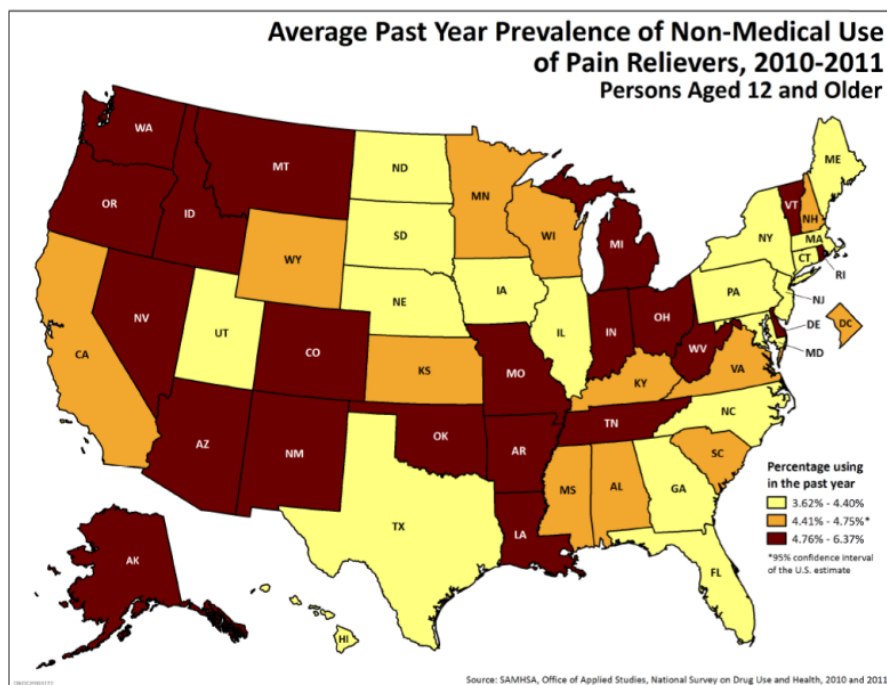 Average Past Year Prevalence of Non-Medical Use
of Pain Relievers, 2010-2011
Persons Aged 12 and Older
WA
MT
ND
MN
ME
OR
ID
SD
WI
MI
VT
NH
NY
MA
CT
RI
WY
IA
PA
NJ
NV
UT
NE
IL
IN
OH
DE
DC
MD
CA
CO
KS
MO
WV
VA
KY
NC
AZ
NM
OK
AR
TN
SC
MS
AL
GA
TX
LA
FL
AK
HI
Percentage using
in the past year
3.62% - 4.40%
4.41% - 4.75%*
4.76% - 6.37%
*95% confidence interval
of the U.S. estimate
Source: SAMHSA, Office of Applied Studies, National Survey on Drug Use and Health, 2010 and 2011